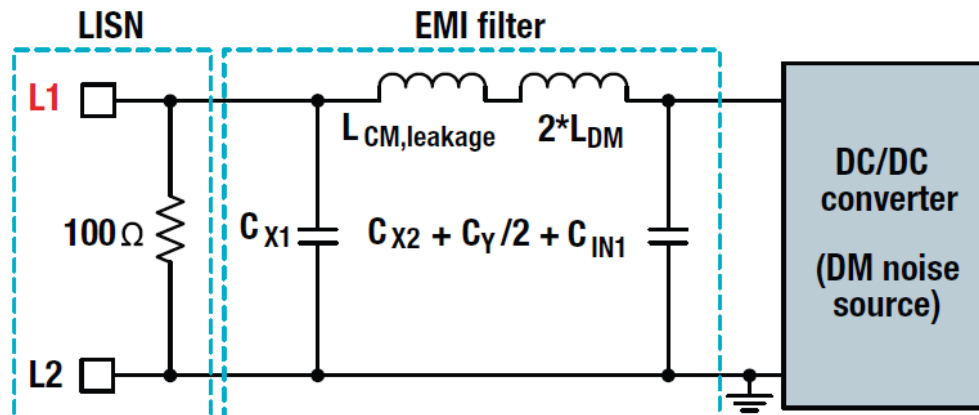 LISN
EMI filter
L1
L CM,leakage
2*L DM
100Ω
C X1
C X2 + C Y /2 + C IN1
DC/DC
converter
(DM noise
source)
L2